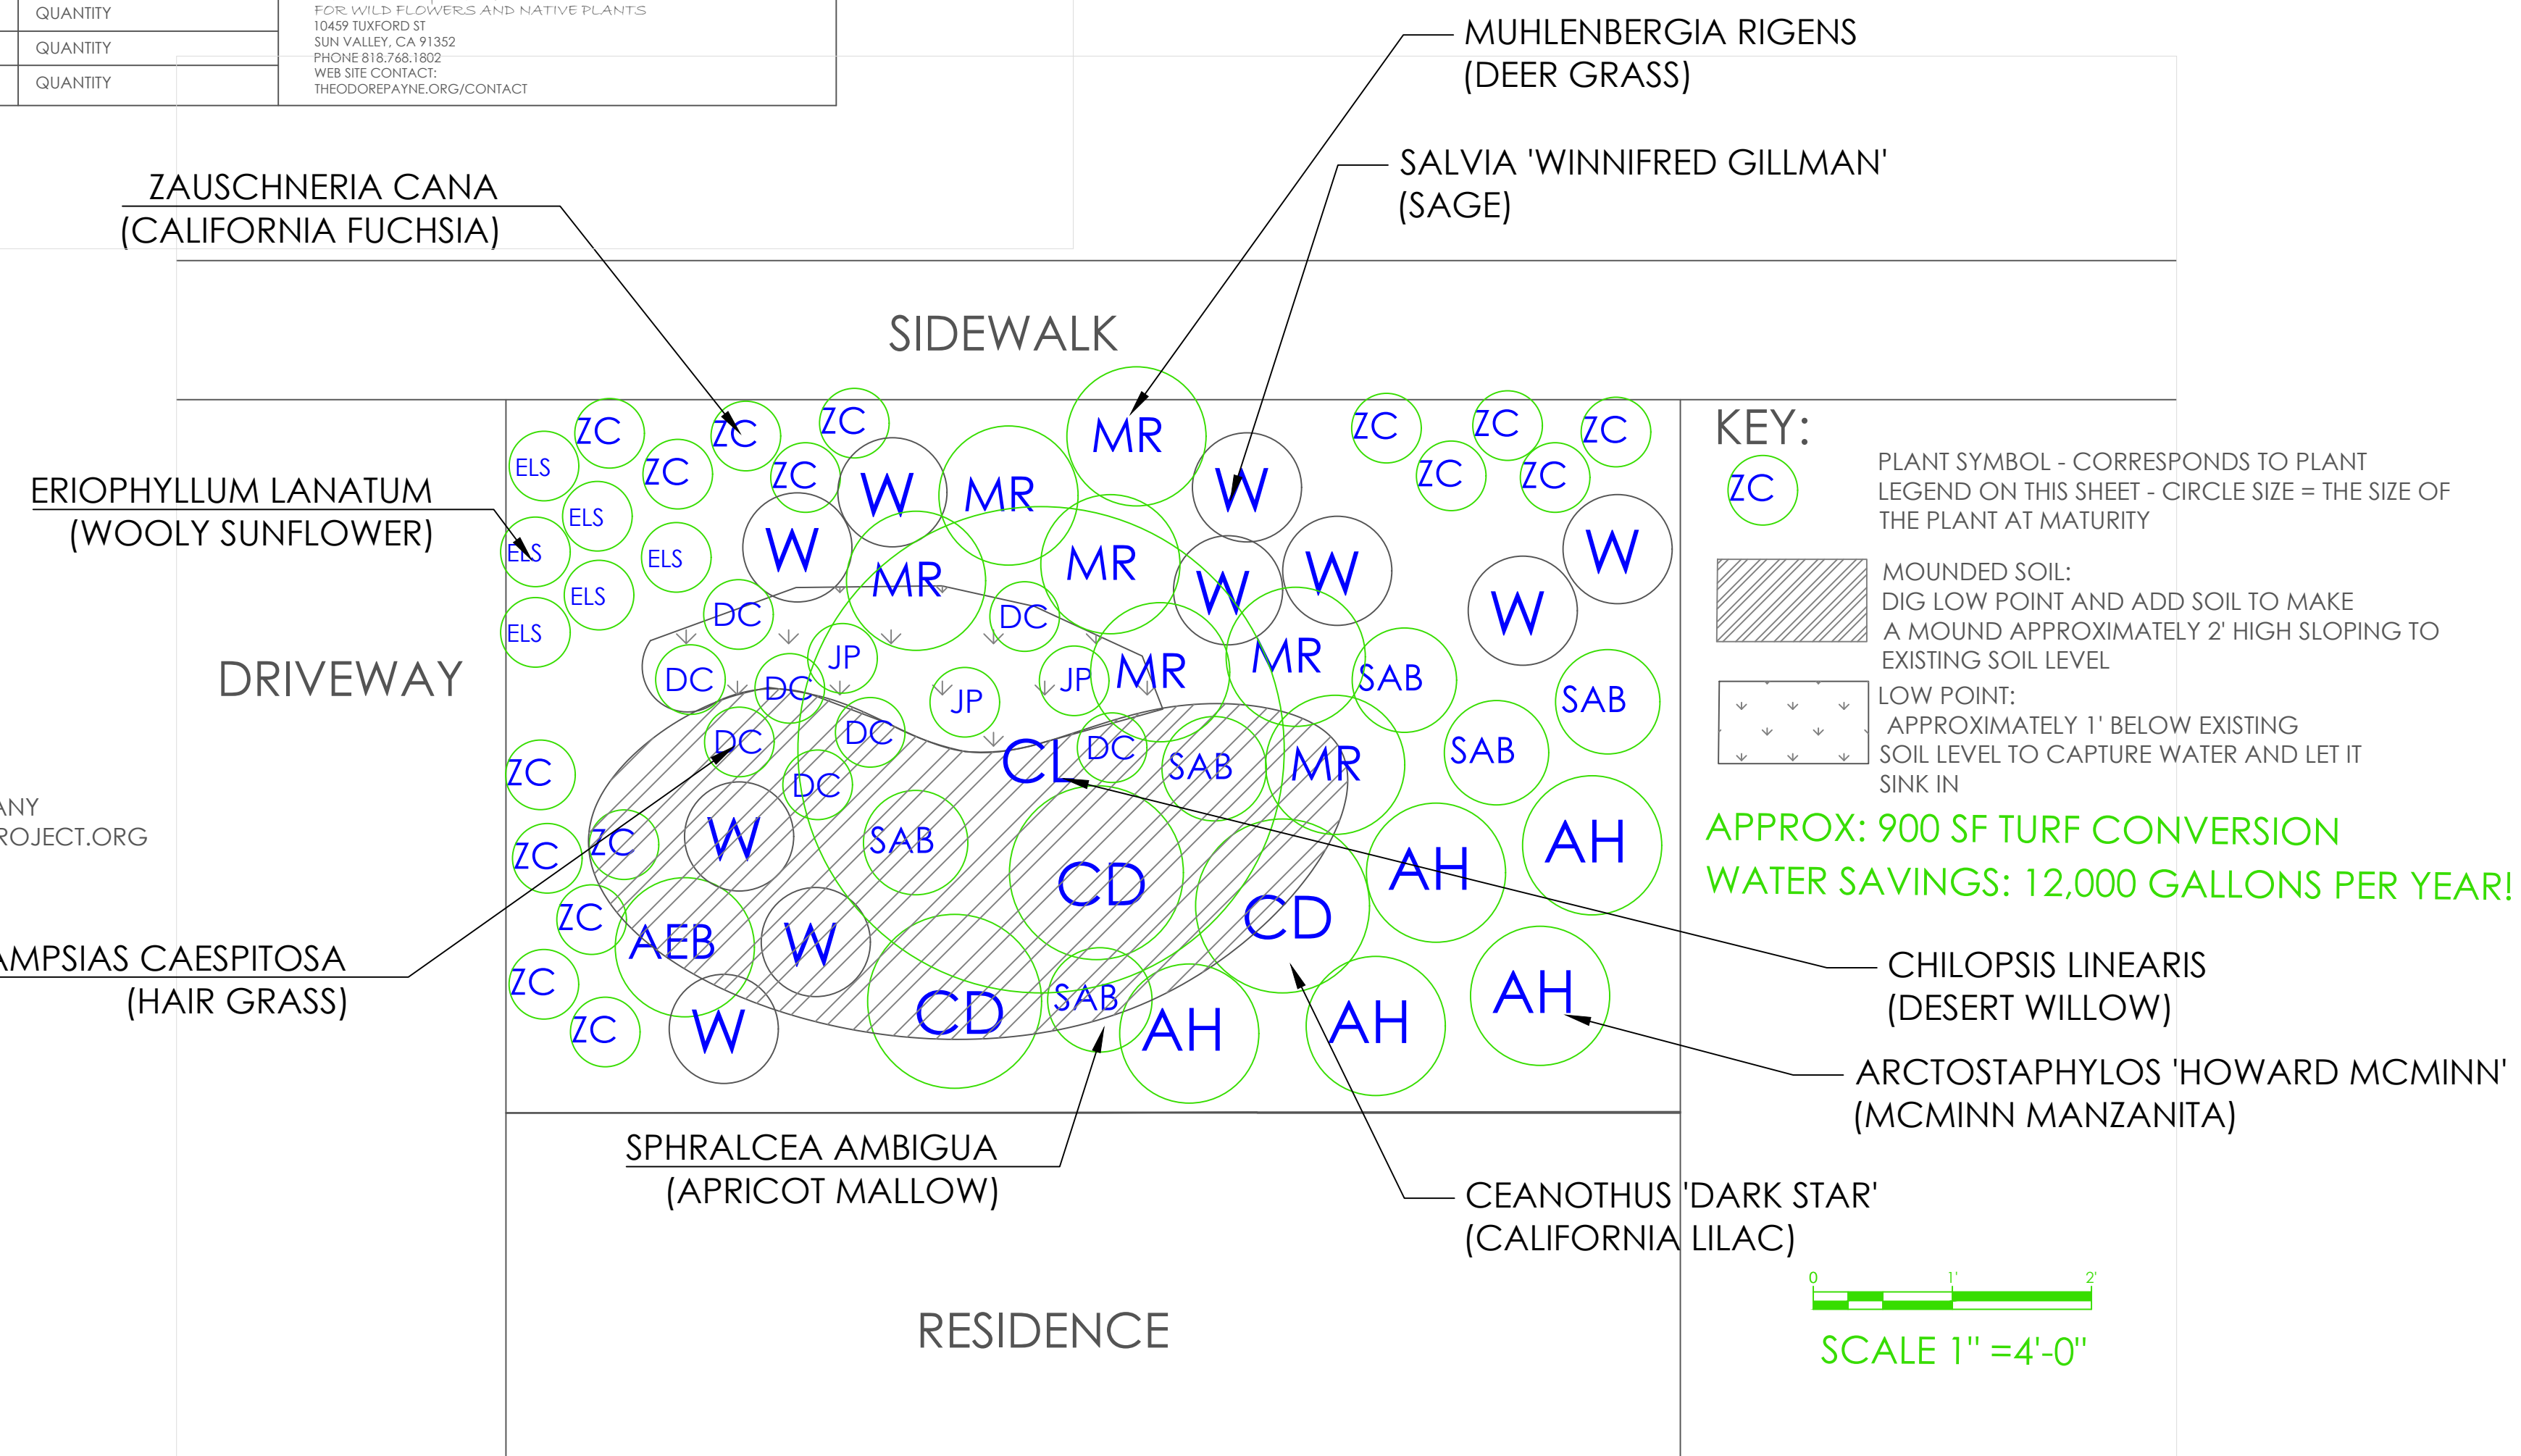 QUANTITY
QUANTITY
QUANTITY
FOR WILD FLOWERS AND NATIVE PLANTS
10459 TUXFORD ST
SUN VALLEY, CA 91352
PHONE 818.768.1802
WEB SITE CONTACT:
THEODOREPAYNE.ORG/CONTACT
MUHLENBERGIA RIGENS
(DEER GRASS)
SALVIA 'WINNIFRED GILLMAN'
(SAGE)
ZAUSCHNERIA CANA
(CALIFORNIA FUCHSIA)
SIDEWALK
ERIOPHYLLUM LANATUM
(WOOLY SUNFLOWER)
DRIVEWAY
ANY
ROJECT.ORG
AMPSIAS CAESPITOSA
(HAIR GRASS)
ZC
ZC
ZC
MR
ZC
ZC
ZC
ELS
ZC
ZC
W
MR
W
ZC
ZC
ELS
ELS
ELS
W
MR
MR
W
W
W
W
ELS
ELS
DC
DC
JP
MR
MR
SAB
DC
DC
JP
JP
SAB
DC
DC
CL
DC
SAB
MR
SAB
ZC
DC
ZC
ZC
W
SAB
CD
AH
AH
ZC
AEB
W
CD
ZC
CD
SAB
AH
ZC
W
AH
AH
KEY:
ZC
PLANT SYMBOL - CORRESPONDS TO PLANT
LEGEND ON THIS SHEET - CIRCLE SIZE = THE SIZE OF
THE PLANT AT MATURITY
MOUNDED SOIL:
DIG LOW POINT AND ADD SOIL TO MAKE
A MOUND APPROXIMATELY 2' HIGH SLOPING TO
EXISTING SOIL LEVEL
LOW POINT:
APPROXIMATELY 1' BELOW EXISTING
SOIL LEVEL TO CAPTURE WATER AND LET IT
SINK IN
APPROX: 900 SF TURF CONVERSION
WATER SAVINGS: 12,000 GALLONS PER YEAR!
CHILOPSIS LINEARIS
(DESERT WILLOW)
ARCTOSTAPHYLOS 'HOWARD MCMINN'
(MCMINN MANZANITA)
SPHRALCEA AMBIGUA
(APRICOT MALLOW)
CEANOTHUS 'DARK STAR'
(CALIFORNIA LILAC)
RESIDENCE
0 1' 2'
SCALE 1" =4'-0"